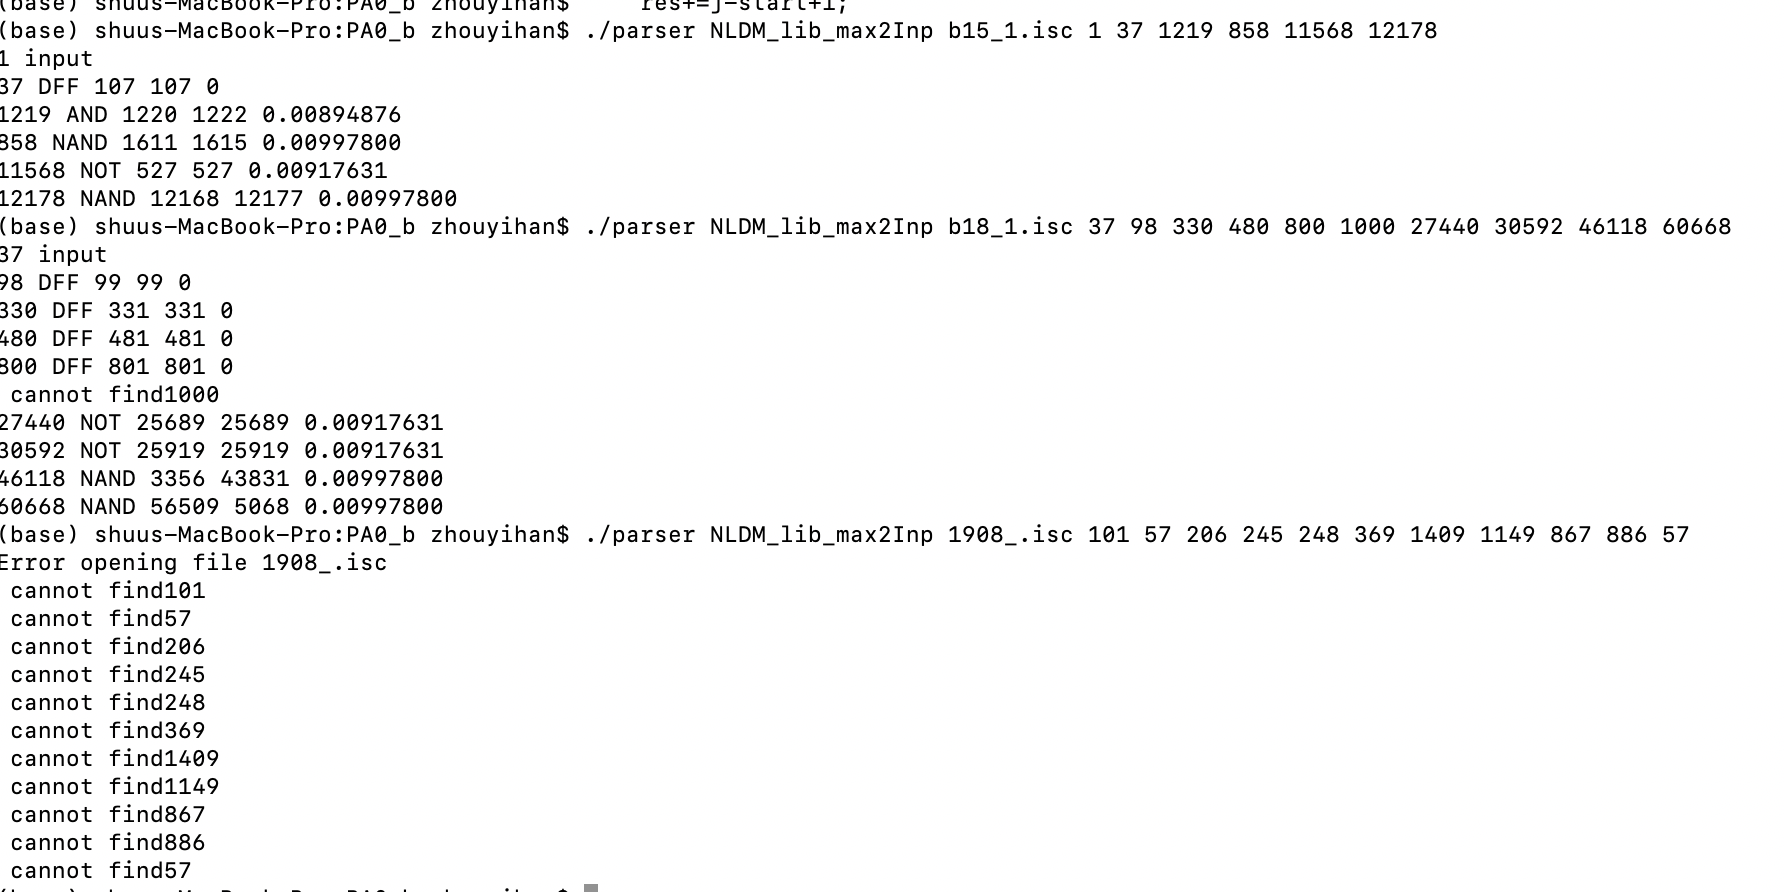 (base) shuus-MacBook-Pro:PA0_b zhouyihan$     res+=j-start+1;
(base) shuus-MacBook-Pro:PA0_b zhouyihan$ ./parser NLDM_lib_max2Inp b15_1.isc 1 37 1219 858 11568 12178
1 input
37 DFF 107 107 0
1219 AND 1220 1222 0.00894876
858 NAND 1611 1615 0.00997800
11568 NOT 527 527 0.00917631
12178 NAND 12168 12177 0.00997800
(base) shuus-MacBook-Pro:PA0_b zhouyihan$ ./parser NLDM_lib_max2Inp b18_1.isc 37 98 330 480 800 1000 27440 30592 46118 60668
37 input
98 DFF 99 99 0
330 DFF 331 331 0
480 DFF 481 481 0
800 DFF 801 801 0
 cannot find1000
27440 NOT 25689 25689 0.00917631
30592 NOT 25919 25919 0.00917631
46118 NAND 3356 43831 0.00997800
60668 NAND 56509 5068 0.00997800
(base) shuus-MacBook-Pro:PA0_b zhouyihan$ ./parser NLDM_lib_max2Inp 1908_.isc 101 57 206 245 248 369 1409 1149 867 886 57
Error opening file 1908_.isc
 cannot find101
 cannot find57
 cannot find206
 cannot find245
 cannot find248
 cannot find369
 cannot find1409
 cannot find1149
 cannot find867
 cannot find886
 cannot find57
(base) shuus-MacBook-Pro:PA0_b zhouyihan$